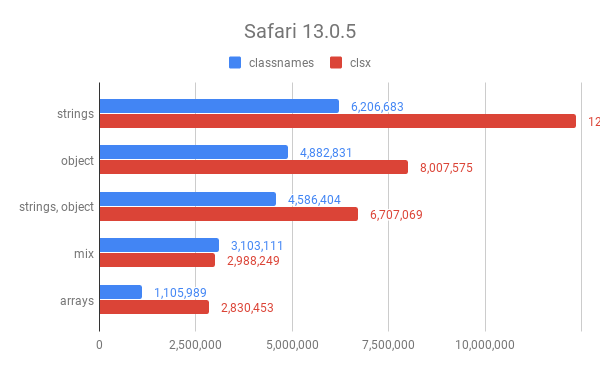 Safari 13.0.5
classnames clsx
strings 6,206,683
12
object 4,882,831
8,007,575
strings, object 4,586,404
6,707,069
mix 3,103,111
2,988,249
arrays 1,105,989
2,830,453
0 2,500,000 5,000,000 7,500,000 10,000,000